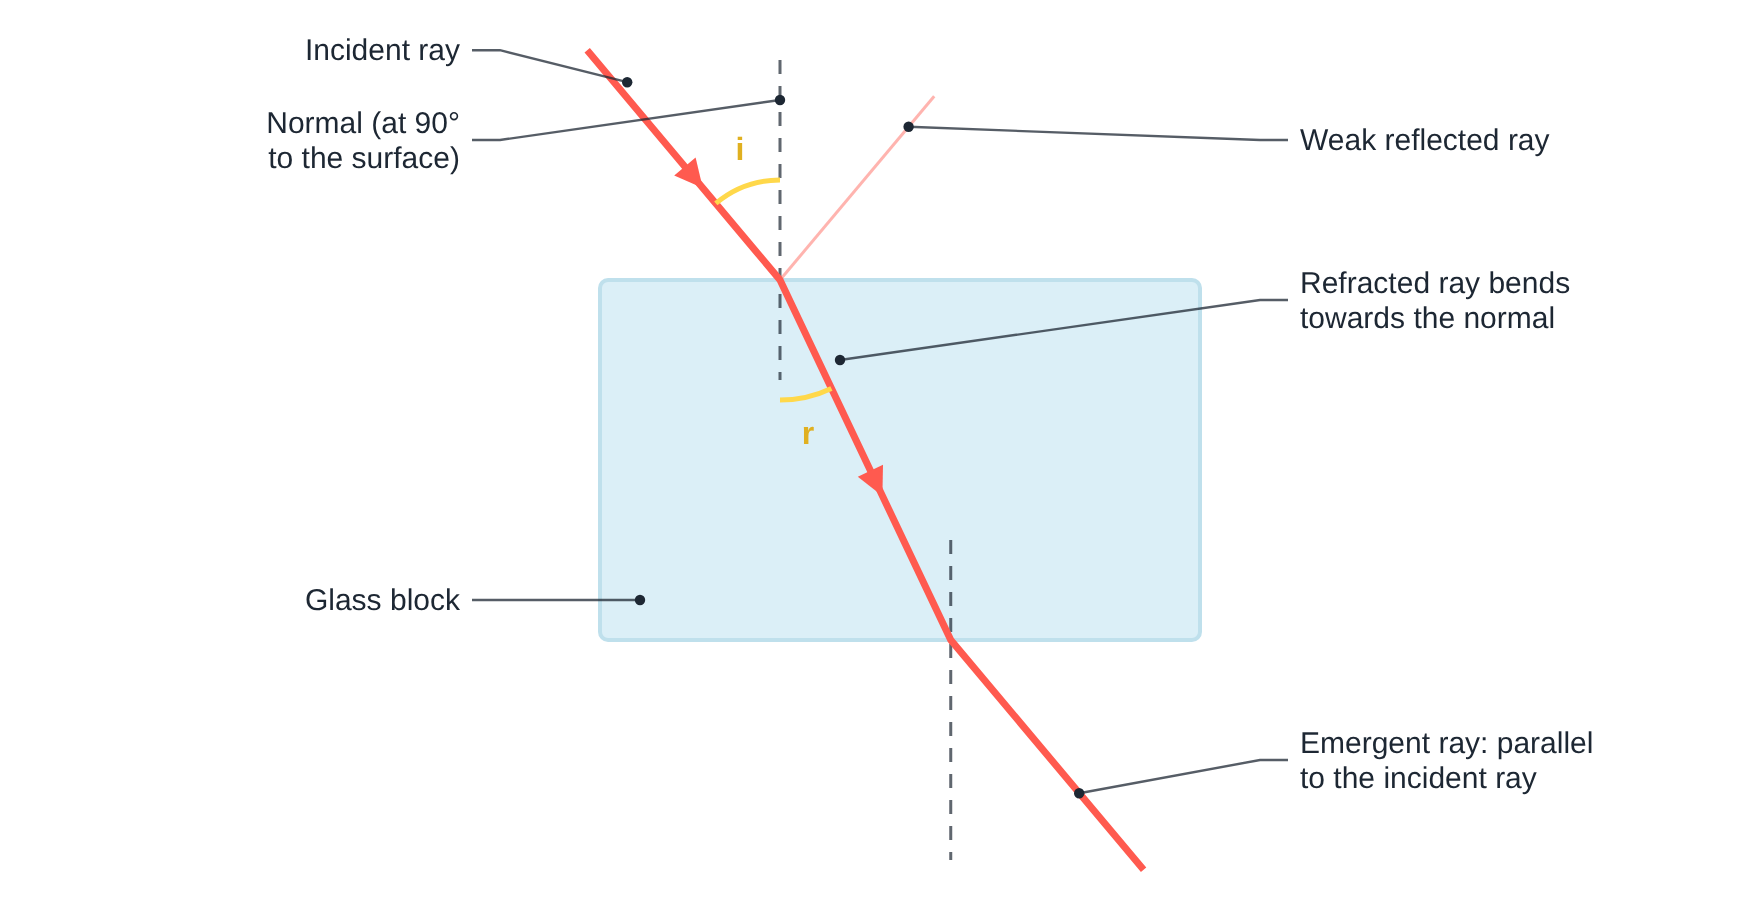 Incident ray
Normal (at 90°
to the surface)
i
Weak reflected ray
Refracted ray bends
towards the normal
r
Glass block
Emergent ray: parallel
to the incident ray